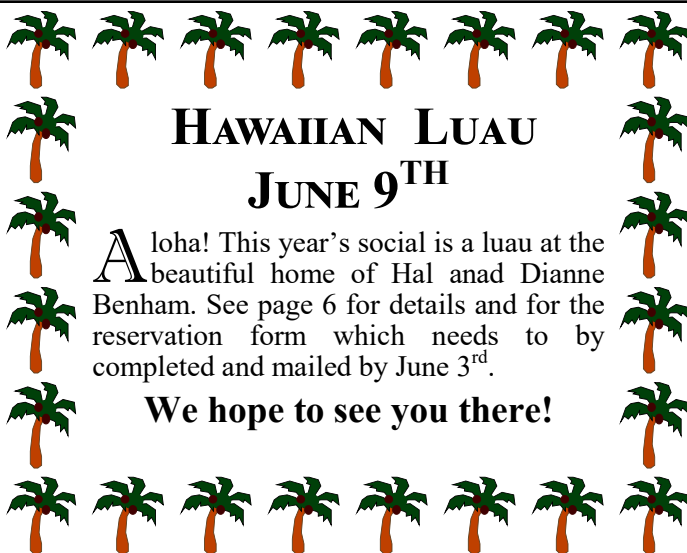 HAWAIIAN LUAU
JUNE 9TH
Aloha! This year’s social is a luau at the
beautiful home of Hal anad Dianne
Benham. See page 6 for details and for the
reservation form which needs to by
completed and mailed by June 3rd.
We hope to see you there!